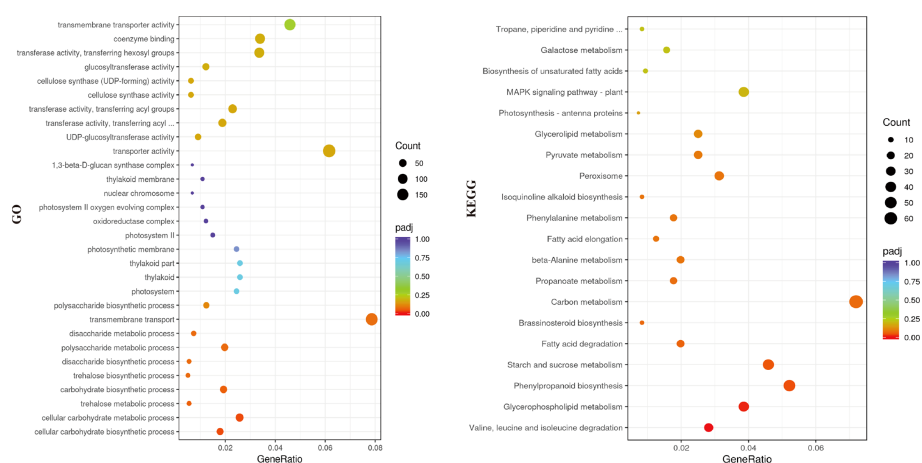 GO
transmembrane transporter activity
coenzyme binding
transferase activity, transferring hexosyl groups
glucosyltransferase activity
cellulose synthase (UDP-forming) activity
cellulose synthase activity
transferase activity, transferring acyl groups
transferase activity, transferring acyl ...
UDP-glucosyltransferase activity
transporter activity
1,3-beta-D-glucan synthase complex
thylakoid membrane
nuclear chromosome
photosystem II oxygen evolving complex
oxidoreductase complex
photosystem II
photosynthetic membrane
thylakoid part
thylakoid
photosystem
polysaccharide biosynthetic process
transmembrane transport
disaccharide metabolic process
polysaccharide metabolic process
disaccharide biosynthetic process
trehalose biosynthetic process
carbohydrate biosynthetic process
trehalose metabolic process
cellular carbohydrate metabolic process
cellular carbohydrate biosynthetic process
0.02 0.04 0.06 0.08
GeneRatio
Count
50
100
150
padj
1.00
0.75
0.50
0.25
0.00
KEGG
Tropane, piperidine and pyridine ...
Galactose metabolism
Biosynthesis of unsaturated fatty acids
MAPK signaling pathway - plant
Photosynthesis - antenna proteins
Glycerolipid metabolism
Pyruvate metabolism
Peroxisome
Isoquinoline alkaloid biosynthesis
Phenylalanine metabolism
Fatty acid elongation
beta-Alanine metabolism
Propanoate metabolism
Carbon metabolism
Brassinosteroid biosynthesis
Fatty acid degradation
Starch and sucrose metabolism
Phenylpropanoid biosynthesis
Glycerophospholipid metabolism
Valine, leucine and isoleucine degradation
0.02 0.04 0.06
GeneRatio
Count
10
20
30
40
50
60
padj
1.00
0.75
0.50
0.25
0.00